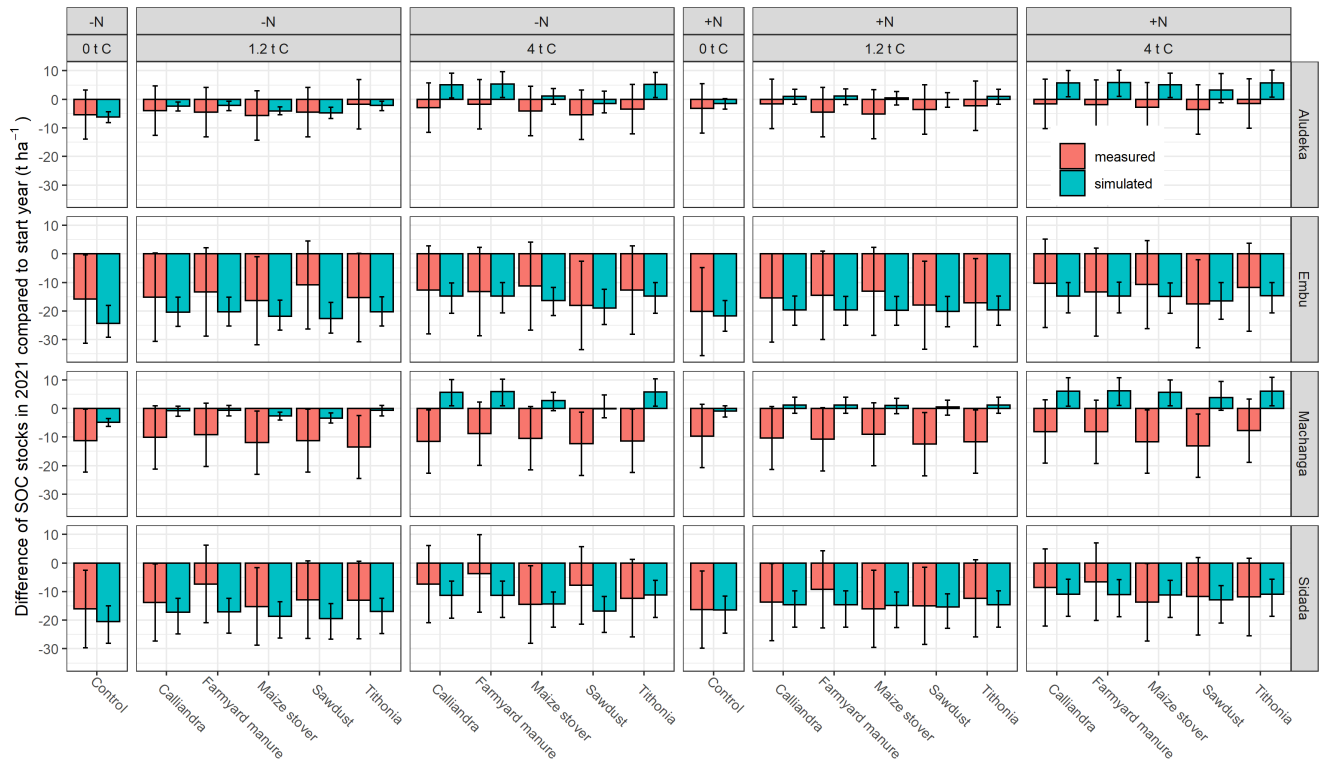 -N -N -N +N +N +N
0 t C 1.2 t C 4 t C 0 t C 1.2 t C 4 t C
Difference of SOC stocks in 2021 compared to start year (t ha⁻¹ )
10
0
-10
-20
-30
Aludeka
measured
simulated
10
0
-10
-20
-30
Embu
10
0
-10
-20
-30
Machanga
10
0
-10
-20
-30
Sidada
Control Calliandra Farmyard manure Maize stover Sawdust Tithonia Calliandra Farmyard manure Maize stover Sawdust Tithonia Control Calliandra Farmyard manure Maize stover Sawdust Tithonia Calliandra Farmyard manure Maize stover Sawdust Tithonia